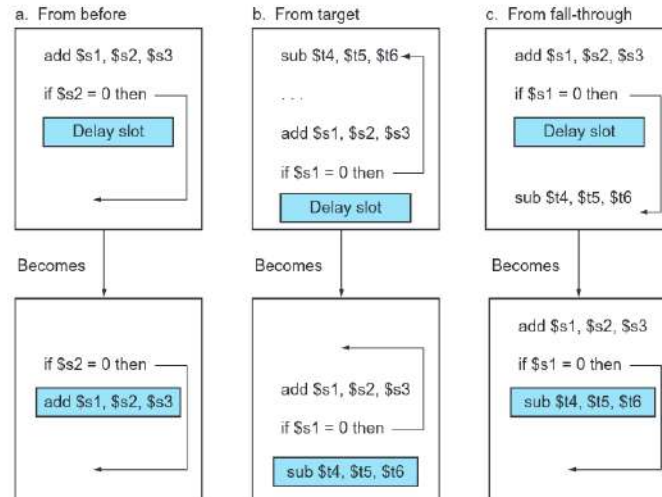 a. From before
add $s1, $s2, $s3
if $s2 = 0 then
Delay slot
Becomes
if $s2 = 0 then
add $s1, $s2, $s3
b. From target
sub $t4, $t5, $t6
. . .
add $s1, $s2, $s3
if $s1 = 0 then
Delay slot
Becomes
add $s1, $s2, $s3
if $s1 = 0 then
sub $t4, $t5, $t6
c. From fall-through
add $s1, $s2, $s3
if $s1 = 0 then
Delay slot
sub $t4, $t5, $t6
Becomes
add $s1, $s2, $s3
if $s1 = 0 then
sub $t4, $t5, $t6